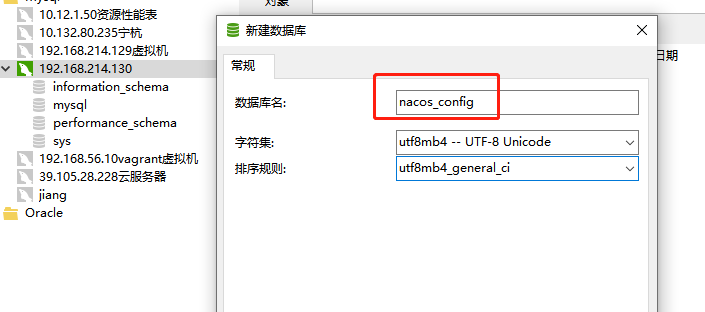 mysql
对象
10.12.1.50资源性能表
10.132.80.235宁杭
192.168.214.129虚拟机
192.168.214.130
information_schema
mysql
performance_schema
sys
192.168.56.10vagrant虚拟机
39.105.28.228云服务器
jiang
Oracle
新建数据库
日期
常规
数据库名:
nacos_config
字符集:
utf8mb4 -- UTF-8 Unicode
排序规则:
utf8mb4_general_ci